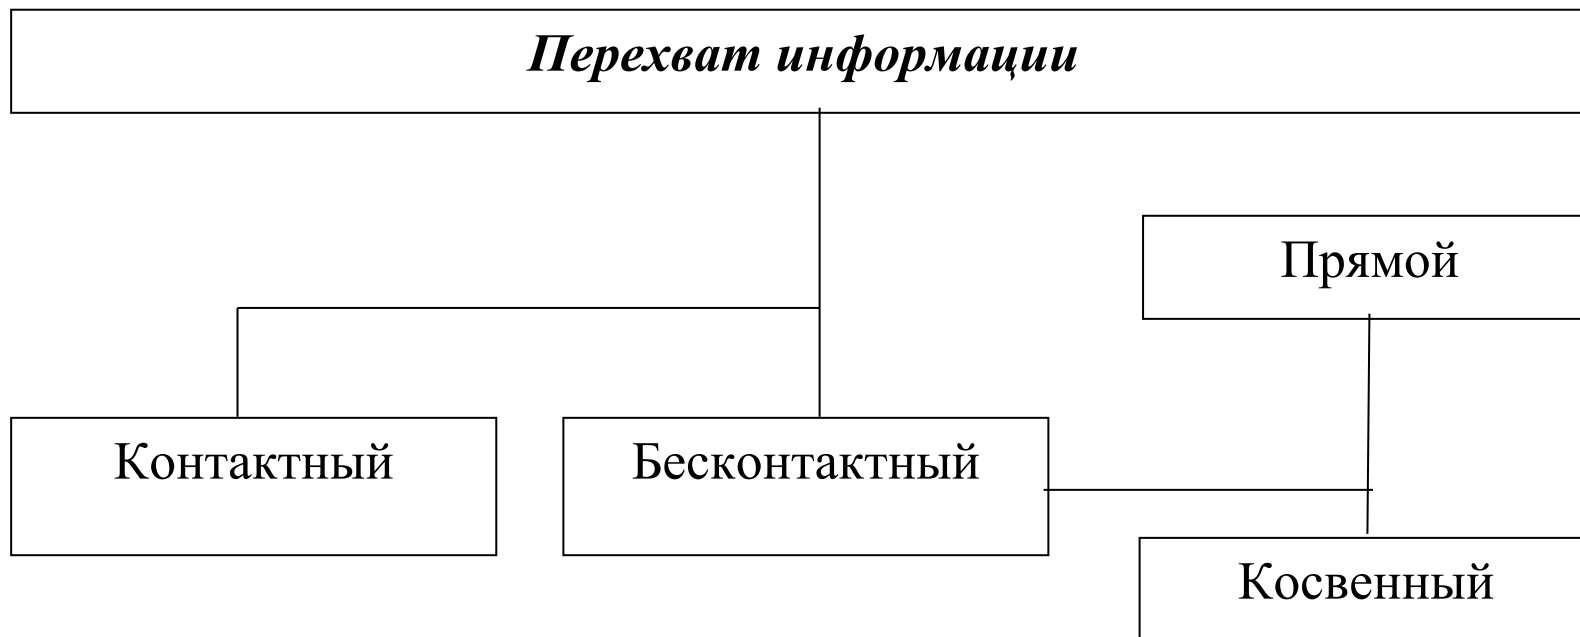 Перехват информации
Прямой
Контактный
Бесконтактный
Косвенный